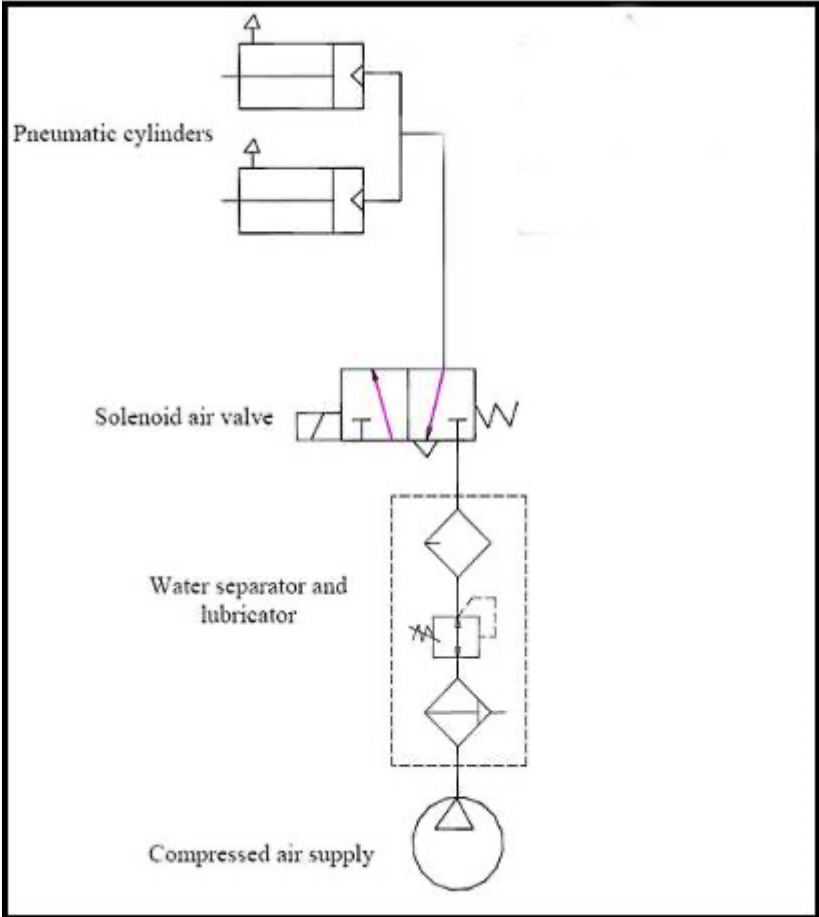 Pneumatic cylinders
Solenoid air valve
Water separator and
lubricator
Compressed air supply